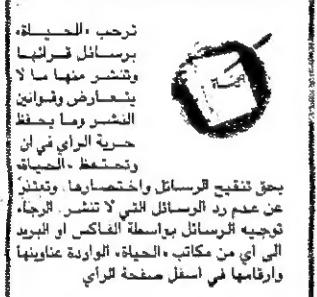 ترحب «الحياة»
برسائل قرائها
وتنشر منها ما لا
يتعارض وقوانين
النشر وما يحفظ
حرية الرأي في ان
وتحتفظ «الحياة»
بحق تنقيح الرسائل واختصارها. وتعتذر
عن عدم رد الرسائل التي لا تنشر. الرجاء
توجيه الرسائل بواسطة الفاكس او البريد
الى اي من مكاتب «الحياة» الواردة عناوينها
وارقامها في اسفل صفحة الرأي